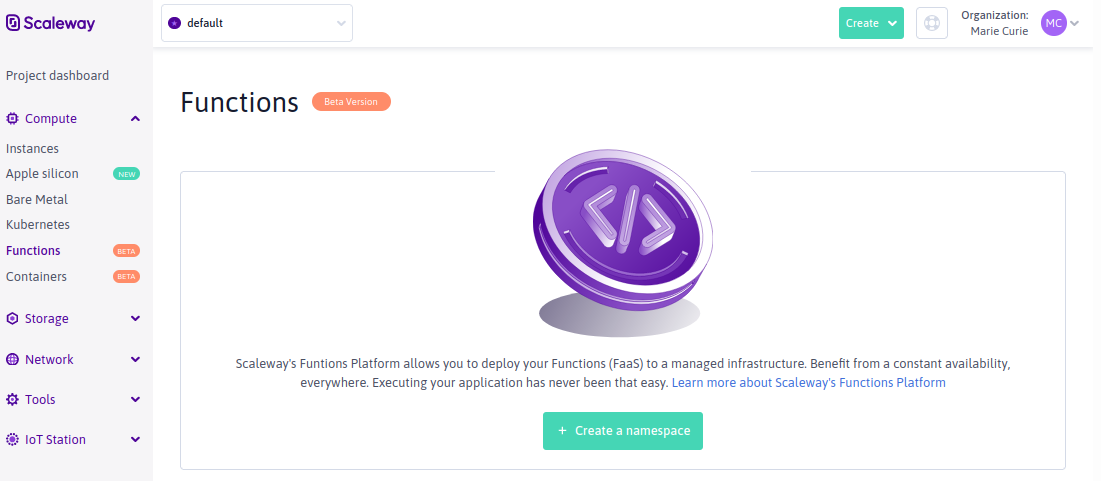 Scaleway
default
Create
Organization:
Marie Curie
MC
Project dashboard
Compute
Instances
Apple silicon NEW
Bare Metal
Kubernetes
Functions BETA
Containers BETA
Storage
Network
Tools
IoT Station
Functions Beta Version
Scaleway's Funtions Platform allows you to deploy your Functions (FaaS) to a managed infrastructure. Benefit from a constant availability,
everywhere. Executing your application has never been that easy. Learn more about Scaleway's Functions Platform
+ Create a namespace